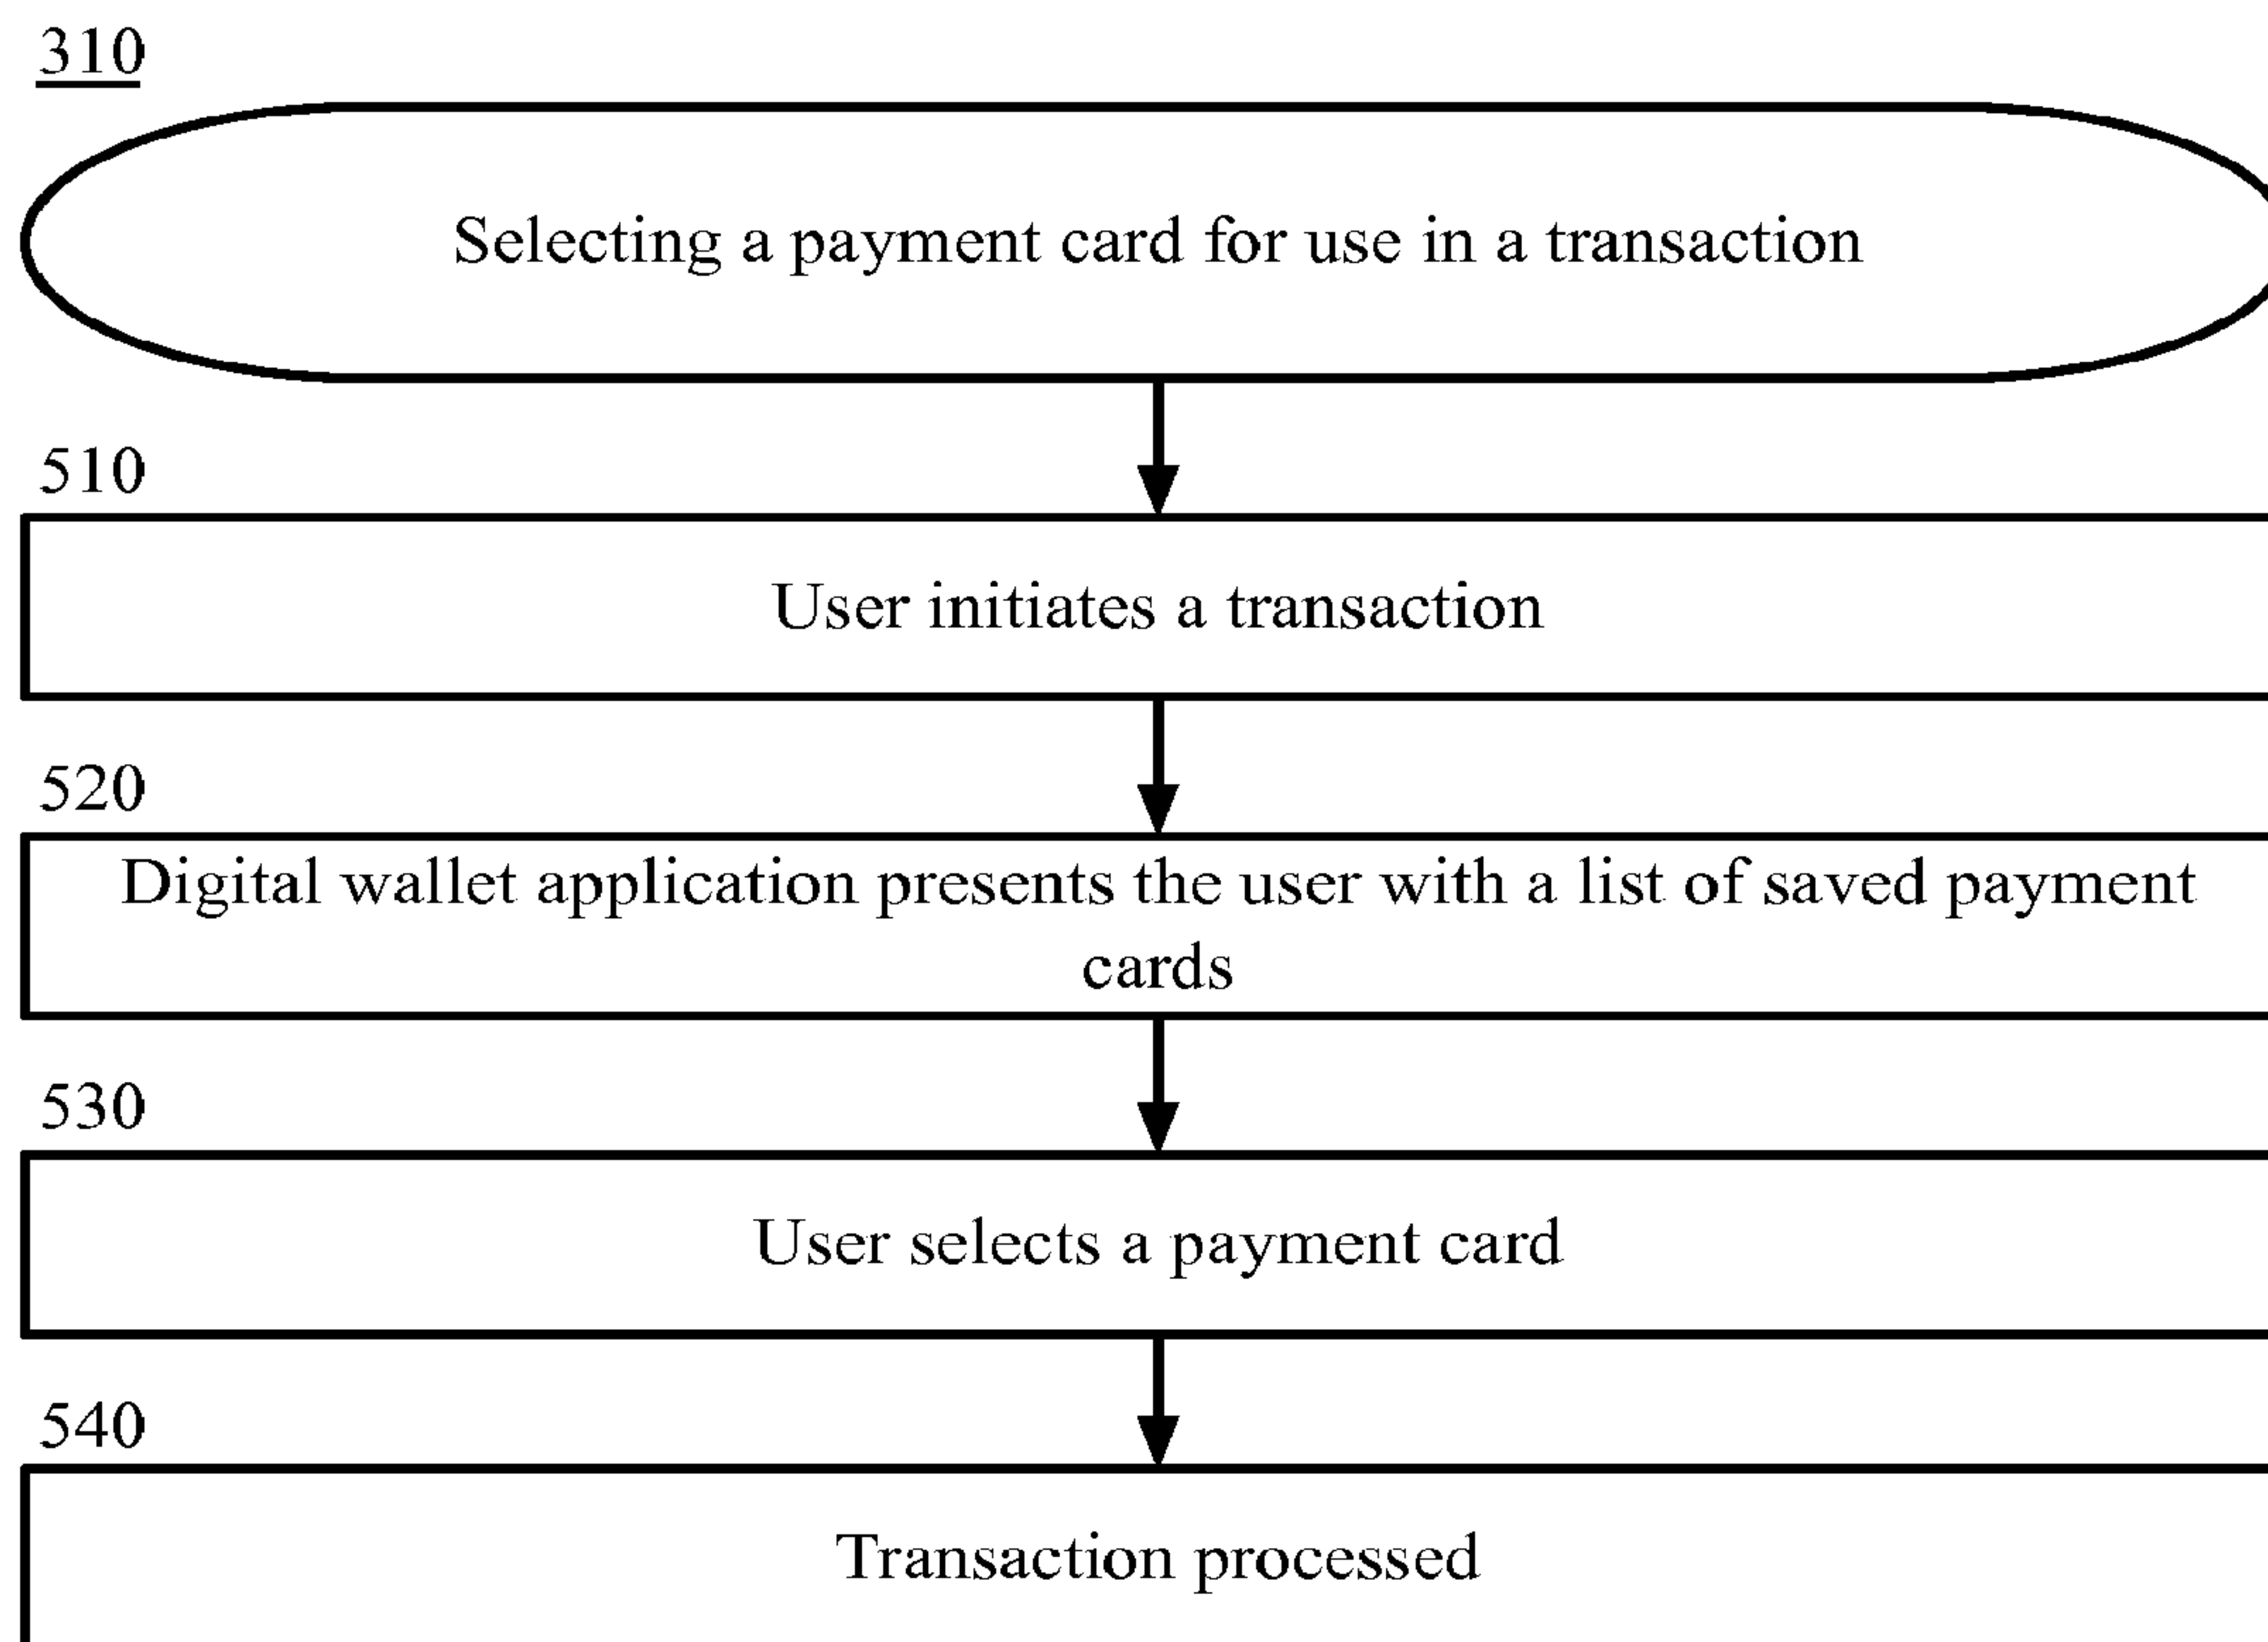 310
Selecting a payment card for use in a transaction
510
User initiates a transaction
520
Digital wallet application presents the user with a list of saved payment
cards
530
User selects a payment card
540
Transaction processed